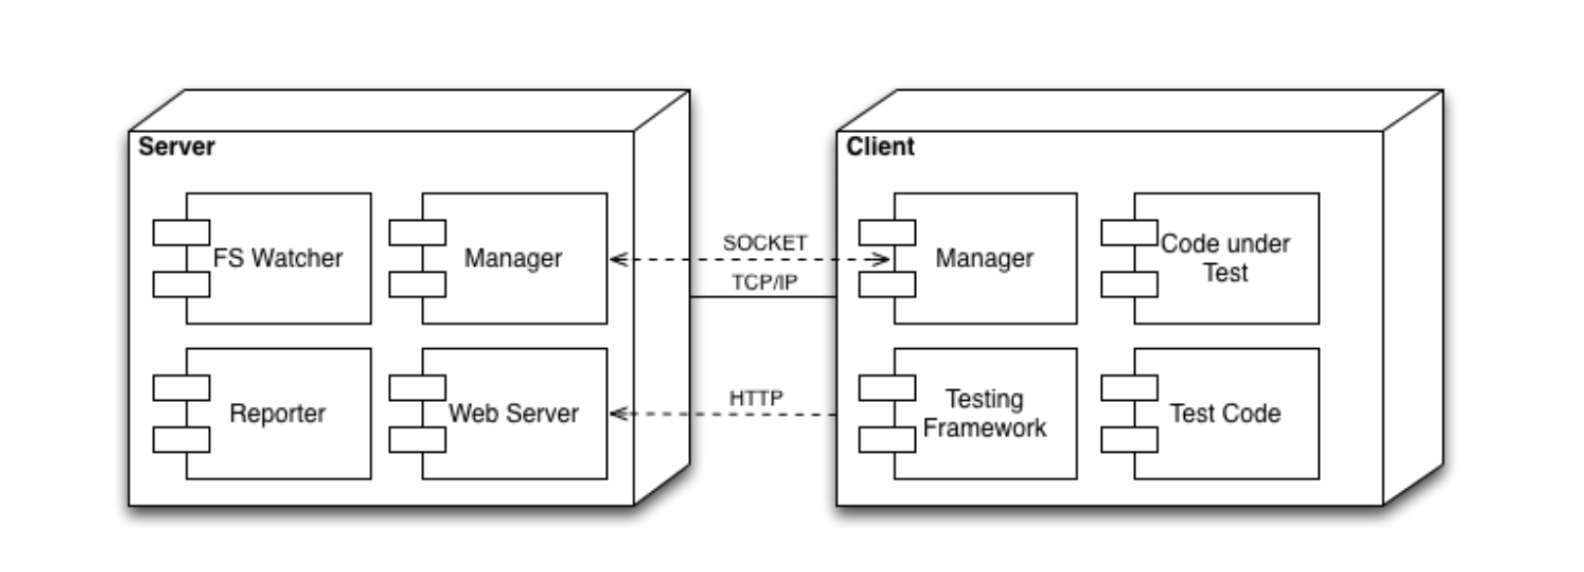 Server
FS Watcher
Manager
Reporter
Web Server
SOCKET
TCP/IP
HTTP
Client
Manager
Code under
Test
Testing
Framework
Test Code